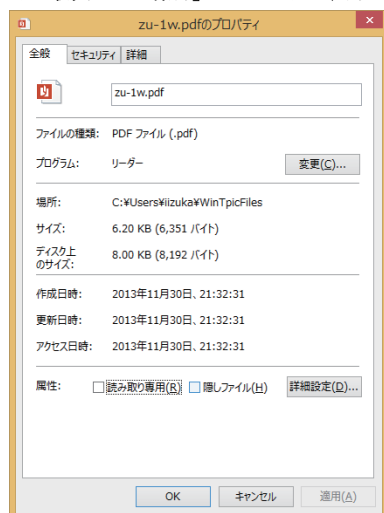 zu-1w.pdfのプロパティ
全般 セキュリティ 詳細
zu-1w.pdf
ファイルの種類: PDF ファイル (.pdf)
プログラム: リーダー 変更(C)...
場所: C:¥Users¥iizuka¥WinTpicFiles
サイズ: 6.20 KB (6,351 バイト)
ディスク上
のサイズ: 8.00 KB (8,192 バイト)
作成日時: 2013年11月30日、21:32:31
更新日時: 2013年11月30日、21:32:31
アクセス日時: 2013年11月30日、21:32:31
属性: 読み取り専用(R) 隠しファイル(H) 詳細設定(D)...
OK キャンセル 適用(A)